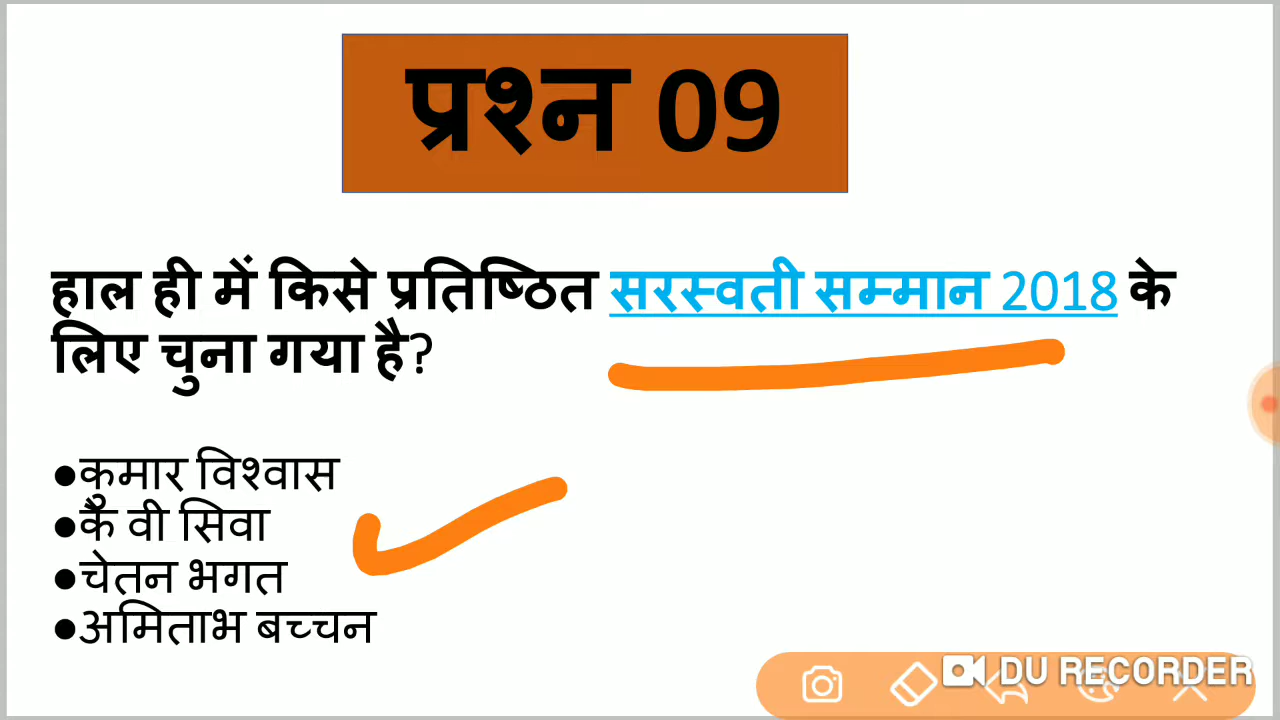 प्रश्न 09
हाल ही में किसे प्रतिष्ठित सरस्वती सम्मान 2018 के
लिए चुना गया है?
●कुमार विश्वास
●कै वी सिवा
●चेतन भगत
●अमिताभ बच्चन
DU RECORDER